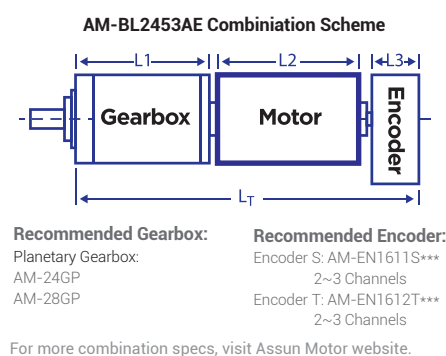 AM-BL2453AE Combiniation Scheme
L1
L2
L3
Gearbox
Motor
Encoder
LT
Recommended Gearbox:
Planetary Gearbox:
AM-24GP
AM-28GP
Recommended Encoder:
Encoder S: AM-EN1611S***
2~3 Channels
Encoder T: AM-EN1612T***
2~3 Channels
For more combination specs, visit Assun Motor website.